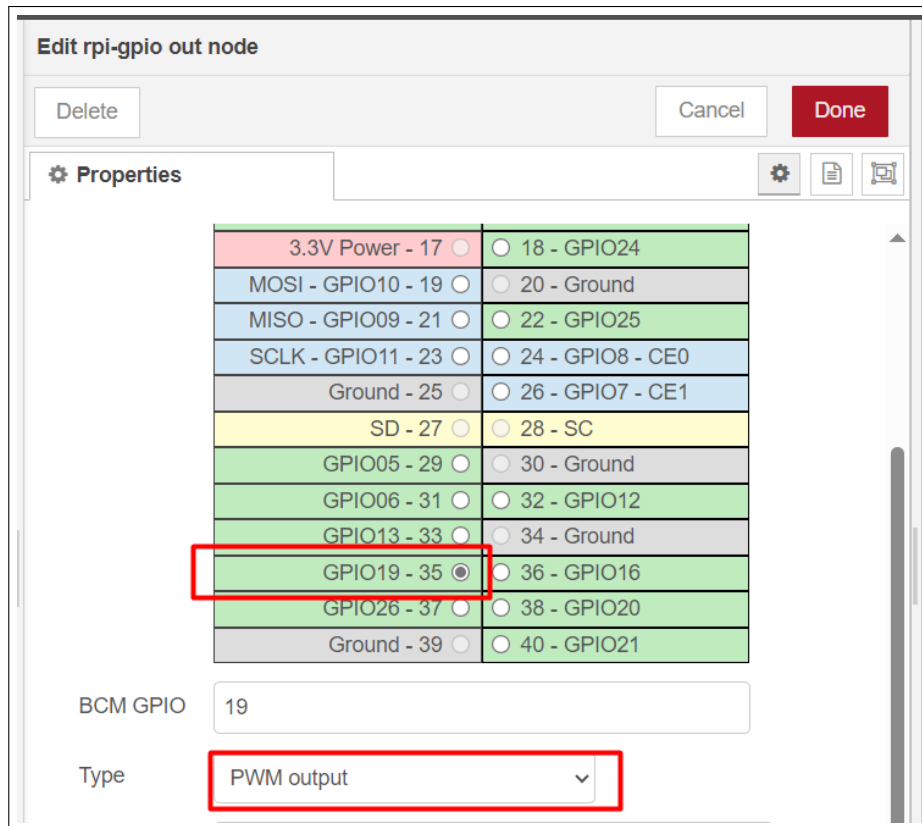 Edit rpi-gpio out node
Delete Cancel Done
Properties
3.3V Power - 17 18 - GPIO24
MOSI - GPIO10 - 19 20 - Ground
MISO - GPIO09 - 21 22 - GPIO25
SCLK - GPIO11 - 23 24 - GPIO8 - CE0
Ground - 25 26 - GPIO7 - CE1
SD - 27 28 - SC
GPIO05 - 29 30 - Ground
GPIO06 - 31 32 - GPIO12
GPIO13 - 33 34 - Ground
GPIO19 - 35 36 - GPIO16
GPIO26 - 37 38 - GPIO20
Ground - 39 40 - GPIO21
BCM GPIO 19
Type PWM output